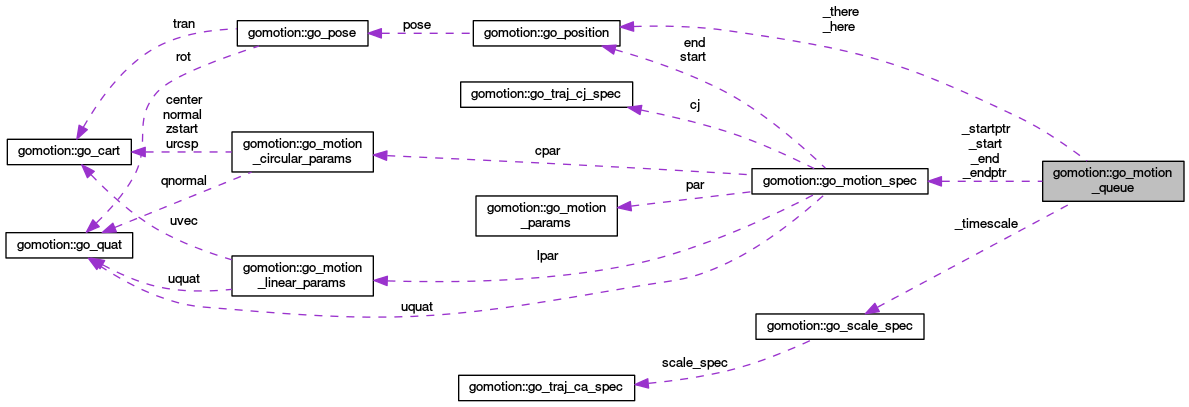 _there
_here
tran
gomotion::go_pose
pose
gomotion::go_position
rot
end
start
gomotion::go_traj_cj_spec
cj
center
normal
zstart
urcsp
gomotion::go_cart
gomotion::go_motion
_circular_params
cpar
_startptr
_start
_end
_endptr
gomotion::go_motion
_queue
qnormal
par
gomotion::go_motion_spec
gomotion::go_motion
_params
uvec
_timescale
gomotion::go_quat
lpar
gomotion::go_motion
_linear_params
uquat
uquat
gomotion::go_scale_spec
scale_spec
gomotion::go_traj_ca_spec